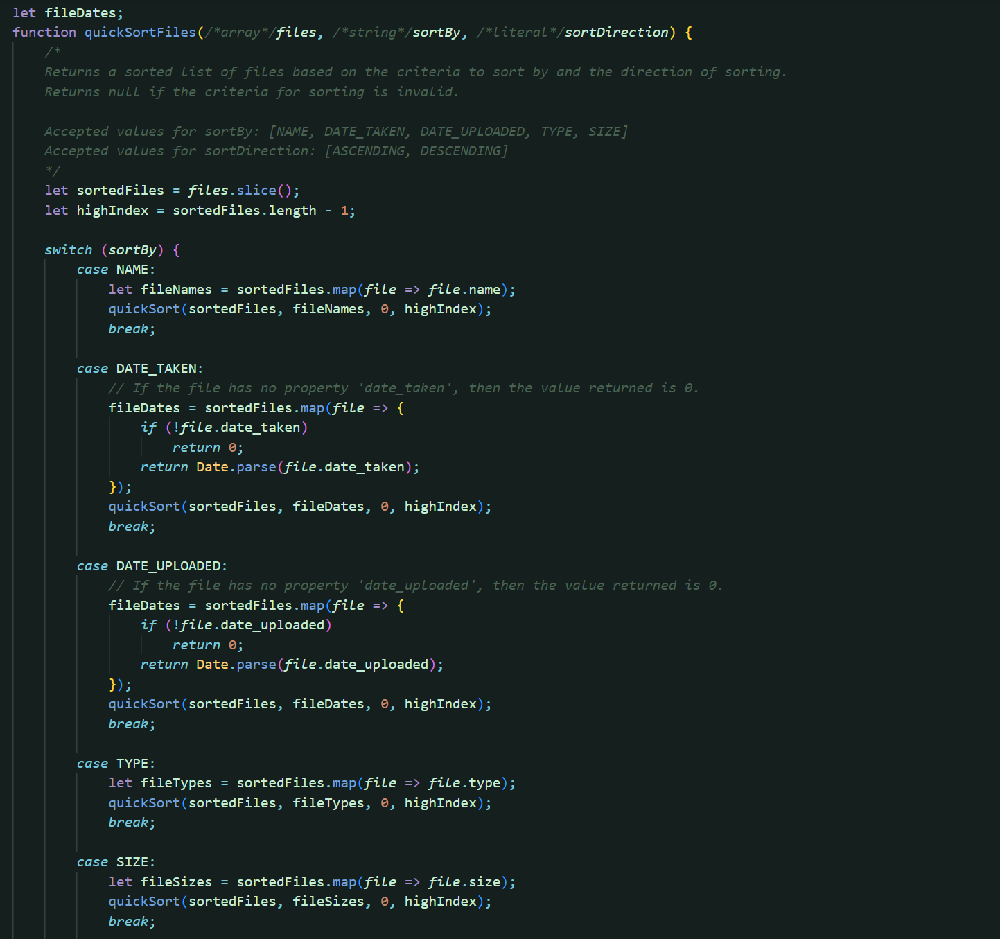 let fileDates;
function quickSortFiles(/*array*/files, /*string*/sortBy, /*literal*/sortDirection) {
/*
Returns a sorted list of files based on the criteria to sort by and the direction of sorting.
Returns null if the criteria for sorting is invalid.
Accepted values for sortBy: [NAME, DATE_TAKEN, DATE_UPLOADED, TYPE, SIZE]
Accepted values for sortDirection: [ASCENDING, DESCENDING]
*/
let sortedFiles = files.slice();
let highIndex = sortedFiles.length - 1;
switch (sortBy) {
case NAME:
let fileNames = sortedFiles.map(file => file.name);
quickSort(sortedFiles, fileNames, 0, highIndex);
break;
case DATE_TAKEN:
// If the file has no property 'date_taken', then the value returned is 0.
fileDates = sortedFiles.map(file => {
if (!file.date_taken)
return 0;
return Date.parse(file.date_taken);
});
quickSort(sortedFiles, fileDates, 0, highIndex);
break;
case DATE_UPLOADED:
// If the file has no property 'date_uploaded', then the value returned is 0.
fileDates = sortedFiles.map(file => {
if (!file.date_uploaded)
return 0;
return Date.parse(file.date_uploaded);
});
quickSort(sortedFiles, fileDates, 0, highIndex);
break;
case TYPE:
let fileTypes = sortedFiles.map(file => file.type);
quickSort(sortedFiles, fileTypes, 0, highIndex);
break;
case SIZE:
let fileSizes = sortedFiles.map(file => file.size);
quickSort(sortedFiles, fileSizes, 0, highIndex);
break;